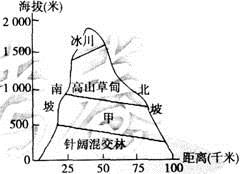 海拔(米)
2 000
冰川
1 500
南坡
高山草甸
北坡
1 000
甲
500
针阔混交林
0
25
50
75
100
距离(千米)